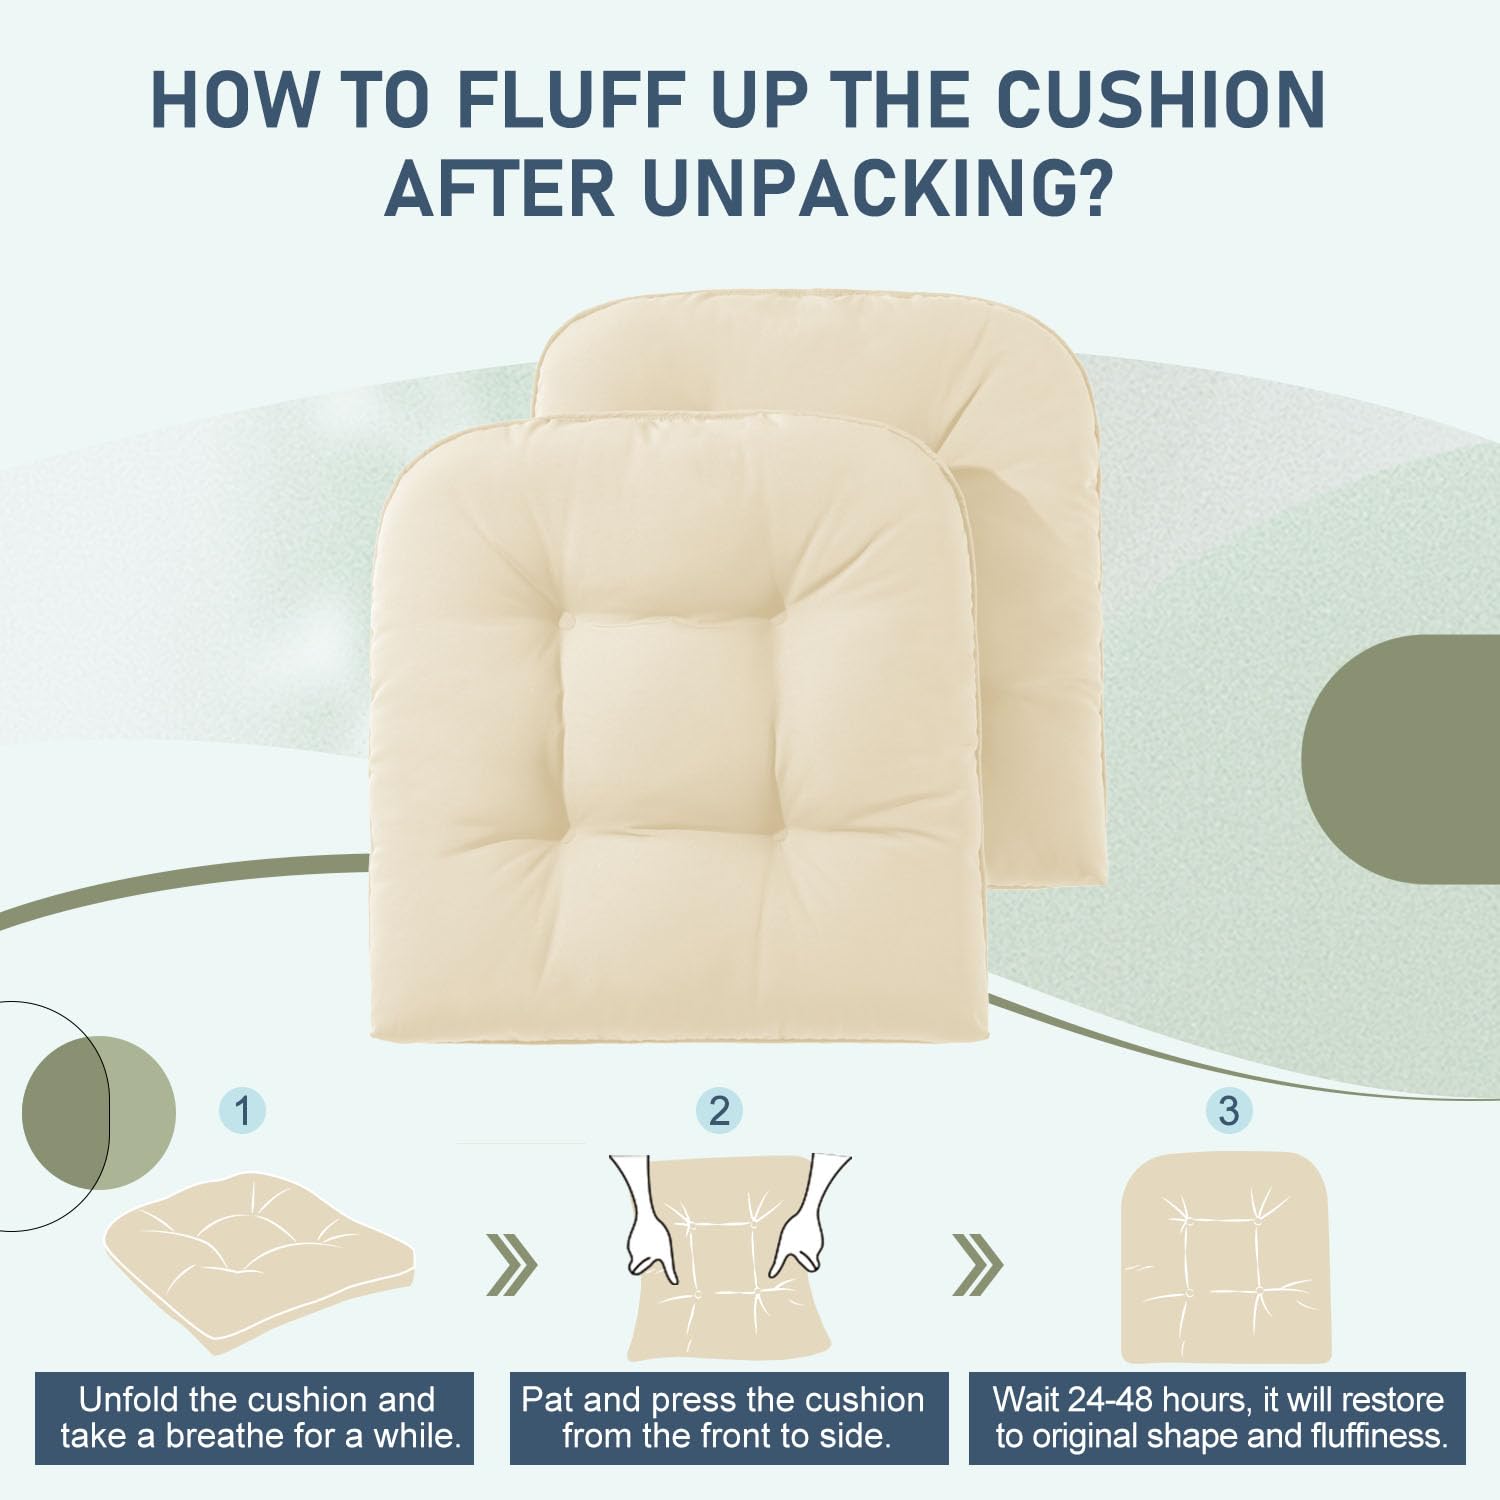 HOW TO FLUFF UP THE CUSHION
AFTER UNPACKING?
1
2
3
Unfold the cushion and
take a breathe for a while.
Pat and press the cushion
from the front to side.
Wait 24-48 hours, it will restore
to original shape and fluffiness.